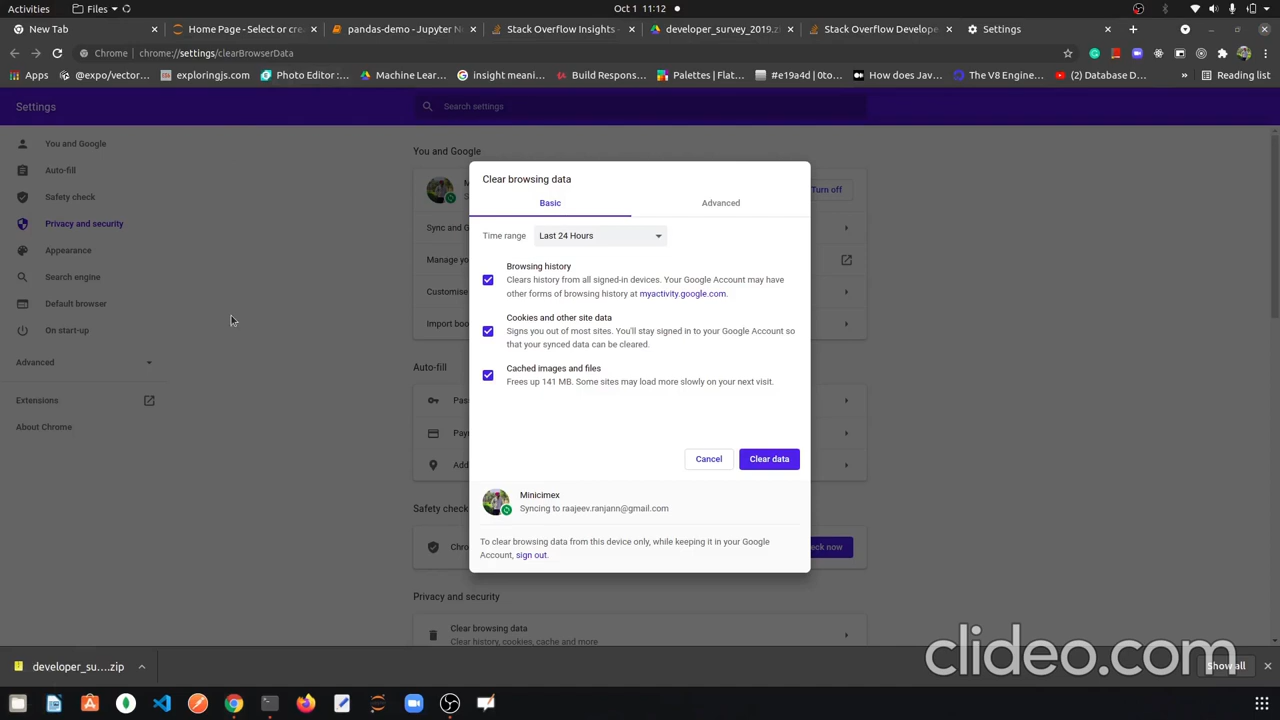 Activities
Files
Oct 1 11:12
New Tab
Home Page - Select or cre
pandas-demo - Jupyter N
Stack Overflow Insights -
developer_survey_2019.z
Stack Overflow Develope
Settings
Chrome | chrome://settings/clearBrowserData
Apps
@expo/vector...
exploringjs.com
Photo Editor :...
Machine Lear...
insight meani...
Build Respons...
Palettes | Flat...
#e19a4d | 0to...
How does Jav...
The V8 Engine...
(2) Database D...
»
Reading list
Settings
Search settings
You and Google
Auto-fill
Safety check
Privacy and security
Appearance
Search engine
Default browser
On start-up
Advanced
Extensions
About Chrome
You and Google
Turn off
Sync and G
Manage yo
Customise
Import boo
Auto-fill
Pas
Pay
Add
Safety check
Chro
eck now
Privacy and security
Clear browsing data
Clear history, cookies, cache and more
Clear browsing data
Basic
Advanced
Time range
Last 24 Hours
Browsing history
Clears history from all signed-in devices. Your Google Account may have
other forms of browsing history at myactivity.google.com.
Cookies and other site data
Signs you out of most sites. You'll stay signed in to your Google Account so
that your synced data can be cleared.
Cached images and files
Frees up 141 MB. Some sites may load more slowly on your next visit.
Cancel
Clear data
Minicimex
Syncing to raajeev.ranjann@gmail.com
To clear browsing data from this device only, while keeping it in your Google
Account, sign out.
clideo.com
developer_su....zip
Show all